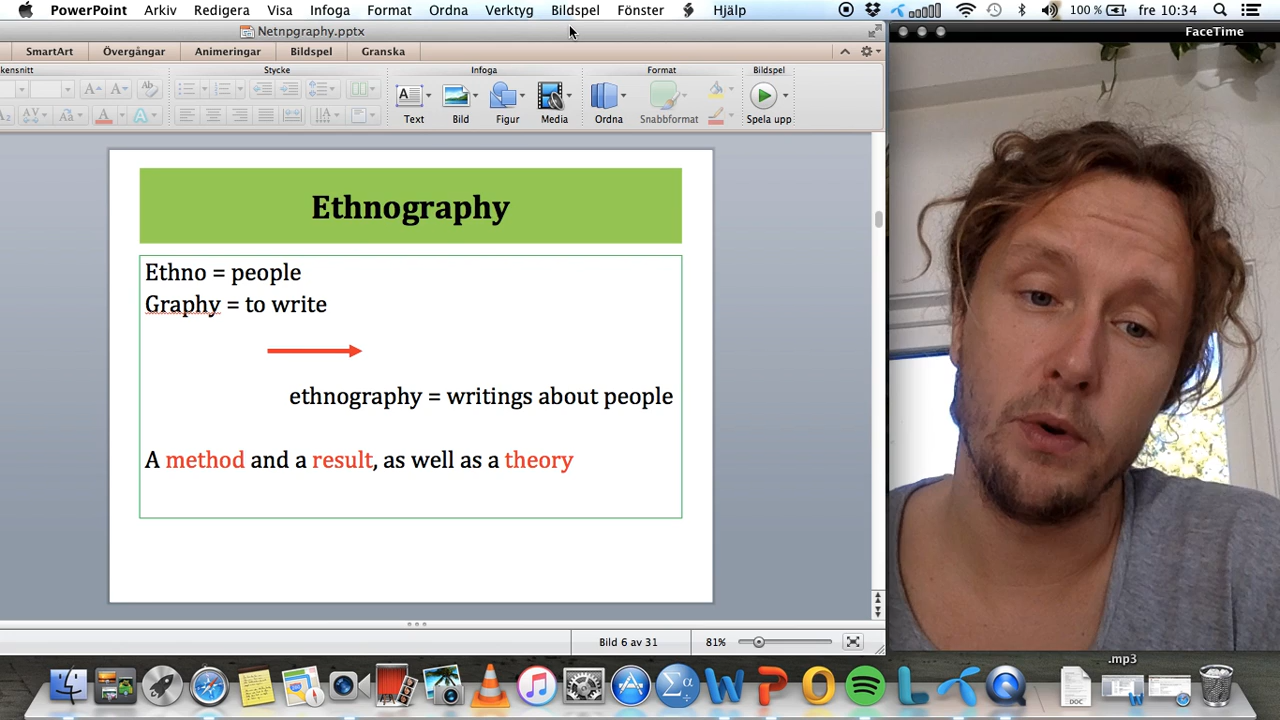 PowerPoint Arkiv Redigera Visa Infoga Format Ordna Verktyg Bildspel Fönster Hjälp 100 % fre 10:34
Netnpgraphy.pptx
FaceTime
SmartArt Övergångar Animeringar Bildspel Granska
kensnitt Stycke Infoga Format Bildspel
Text Bild Figur Media Ordna Snabbformat Spela upp
Ethnography
Ethno = people
Graphy = to write
ethnography = writings about people
A method and a result, as well as a theory
Bild 6 av 31 81%
.mp3
DOC